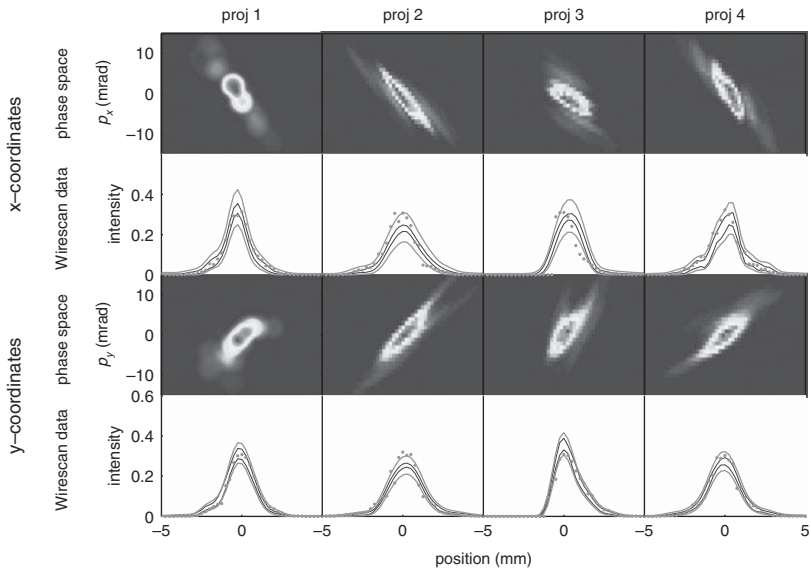 proj 1 proj 2 proj 3 proj 4
x–coordinates
phase space
p_x (mrad)
10
0
−10
Wirescan data
intensity
0.4
0.2
0
y–coordinates
phase space
p_y (mrad)
10
0
−10
Wirescan data
intensity
0.6
0.4
0.2
0
−5 0 −5 0 −5 0 −5 0 5
position (mm)